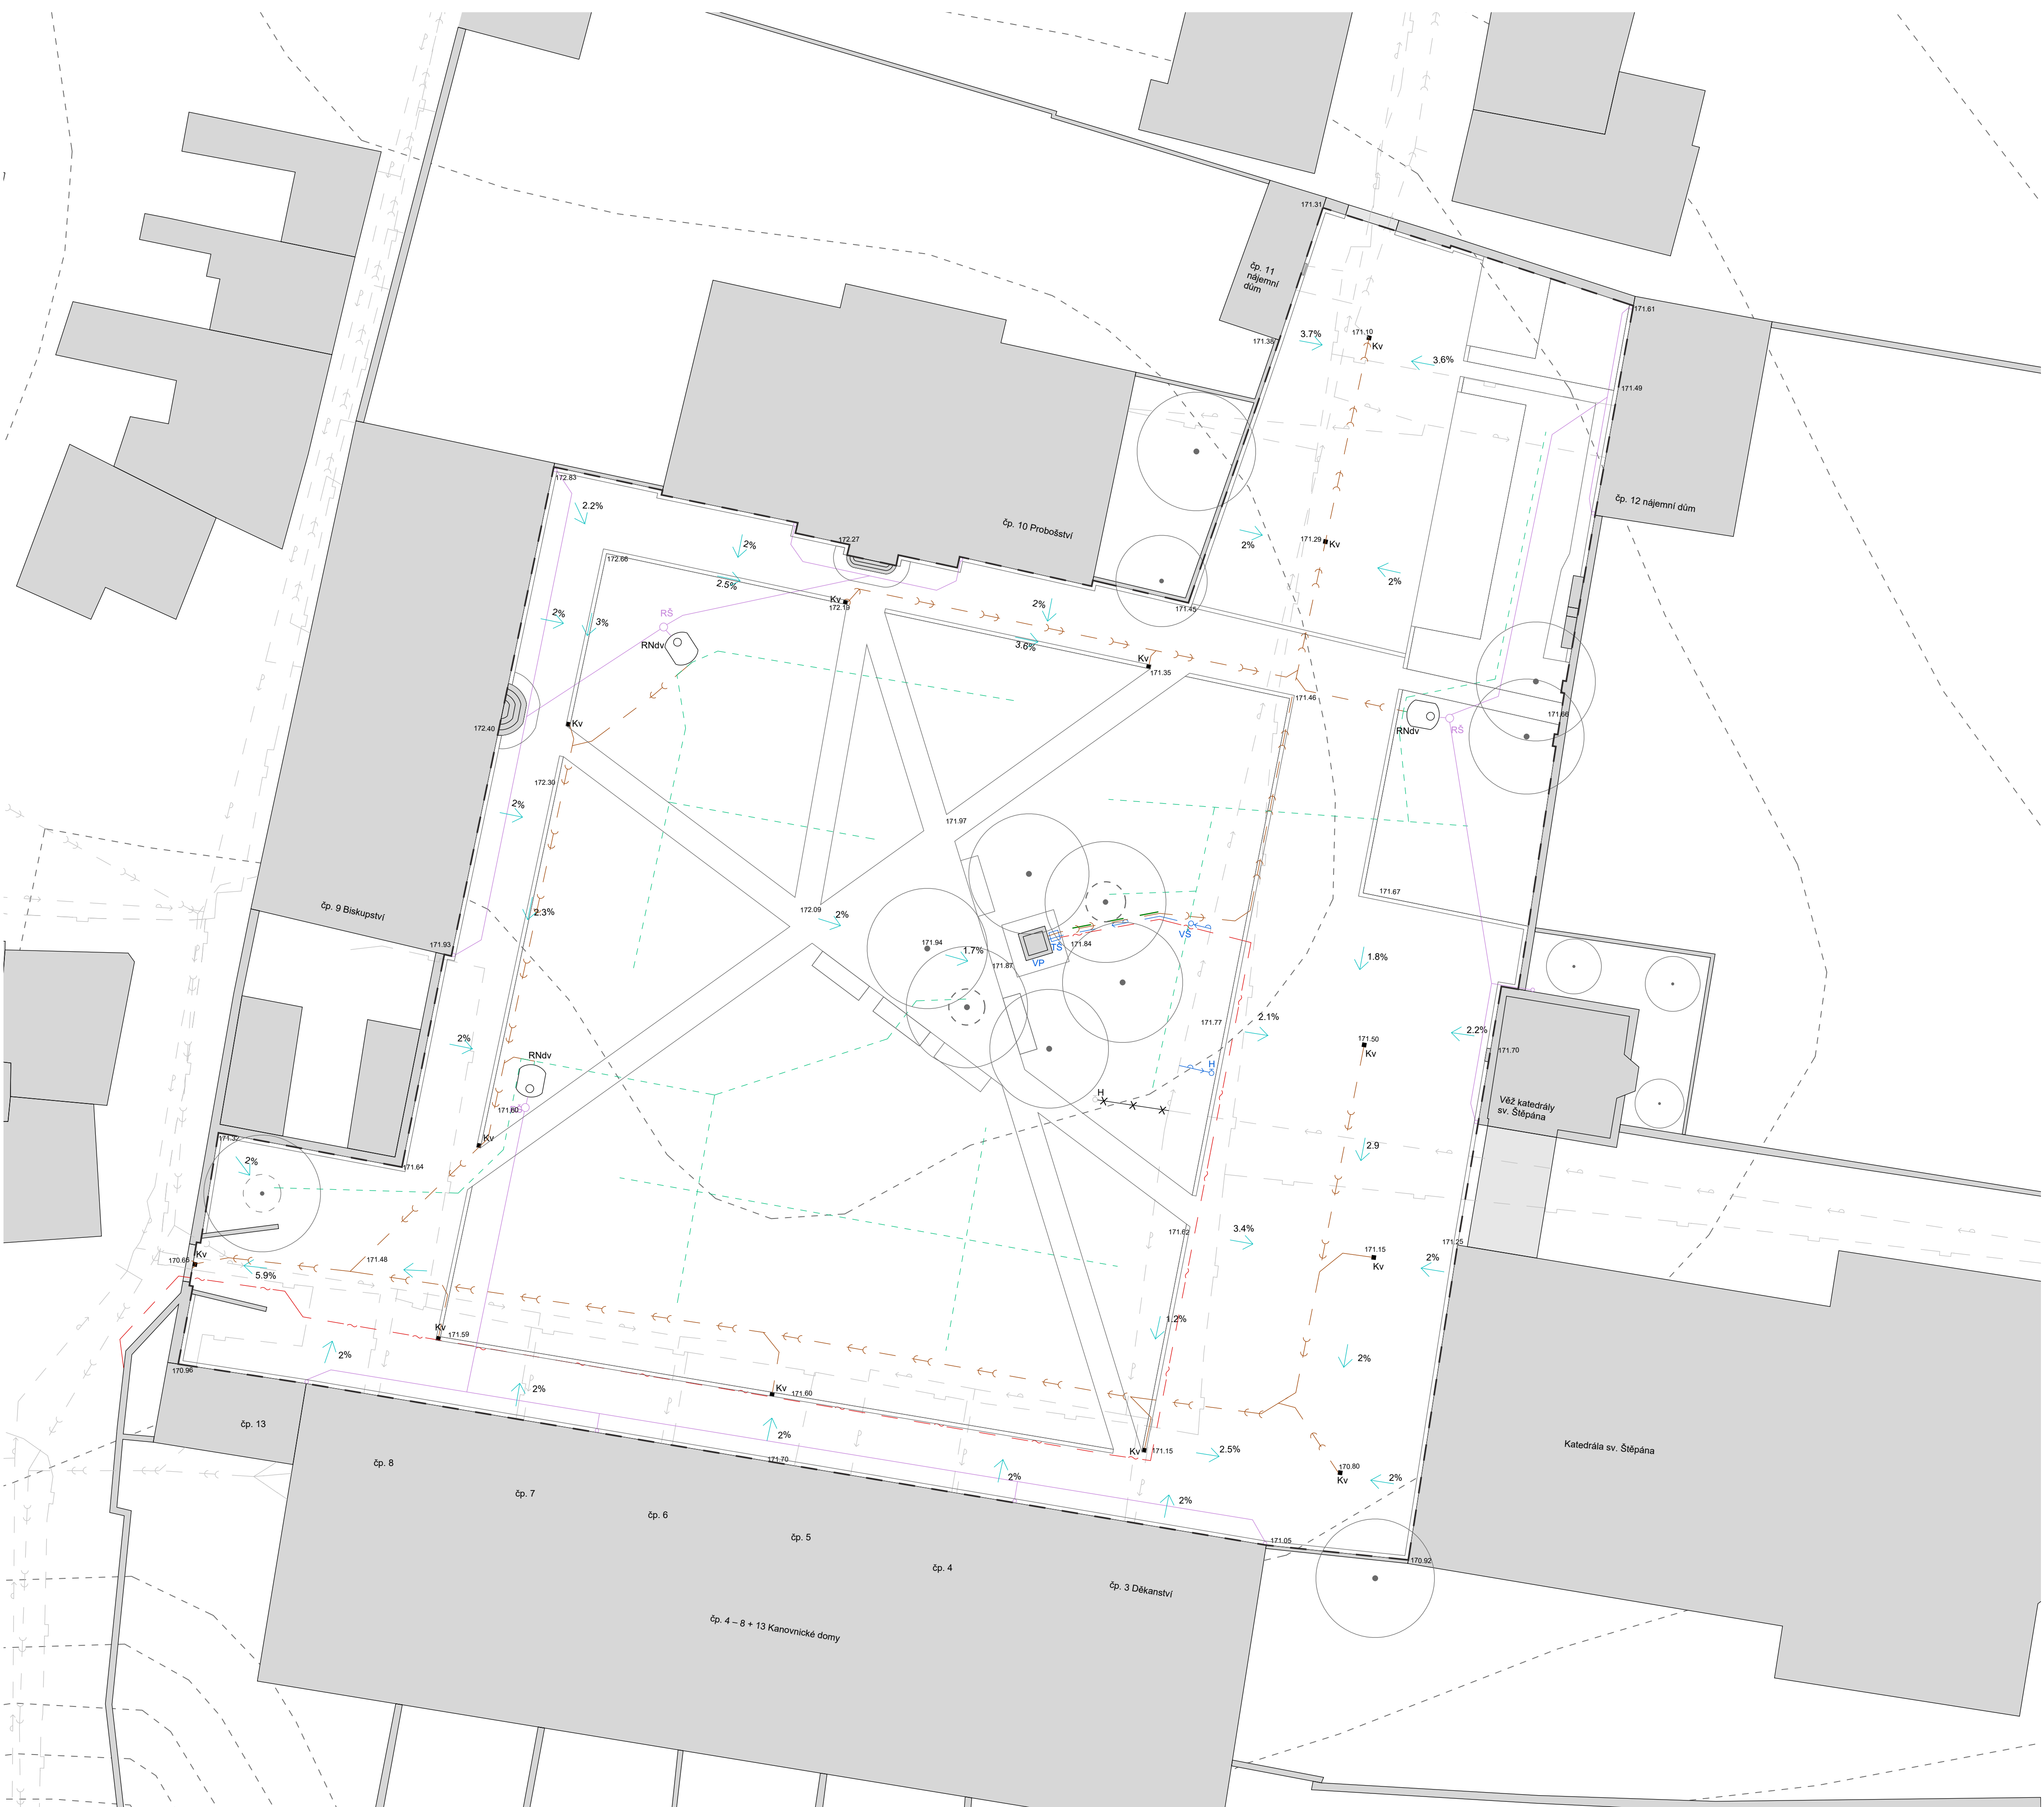 171.31
čp. 11
nájemní
dům
171.61
3.7%
171.10
Kv
171.38
3.6%
171.49
172.83
2.2%
čp. 12 nájemní dům
čp. 10 Probošství
172.27
2%
2%
171.29
Kv
172.66
2.5%
2%
Kv
172.19
2%
171.45
2%
3%
RŠ
RNdv
3.6%
Kv
171.35
171.46
171.66
Kv
172.40
RNdv
RŠ
172.30
2%
171.97
171.67
čp. 9 Biskupství
2.3%
172.09
2%
VŠ
171.93
171.94
1.7%
TŠ
171.84
VP
171.87
1.8%
171.77
2.1%
2.2%
2%
171.50
Kv
171.70
RNdv
H
H
Věž katedrály
sv. Štěpána
171.60
RŠ
171.32
Kv
2.9
2%
171.64
171.62
3.4%
171.25
171.15
Kv
2%
Kv
170.65
171.48
5.9%
1.2%
Kv
171.59
2%
2%
170.96
2%
Kv
171.60
čp. 13
2%
Kv
171.15
2.5%
Katedrála sv. Štěpána
čp. 8
171.70
170.80
Kv
2%
2%
čp. 7
2%
čp. 6
čp. 5
171.05
170.92
čp. 4
čp. 3 Děkanství
čp. 4 – 8 + 13 Kanovnické domy